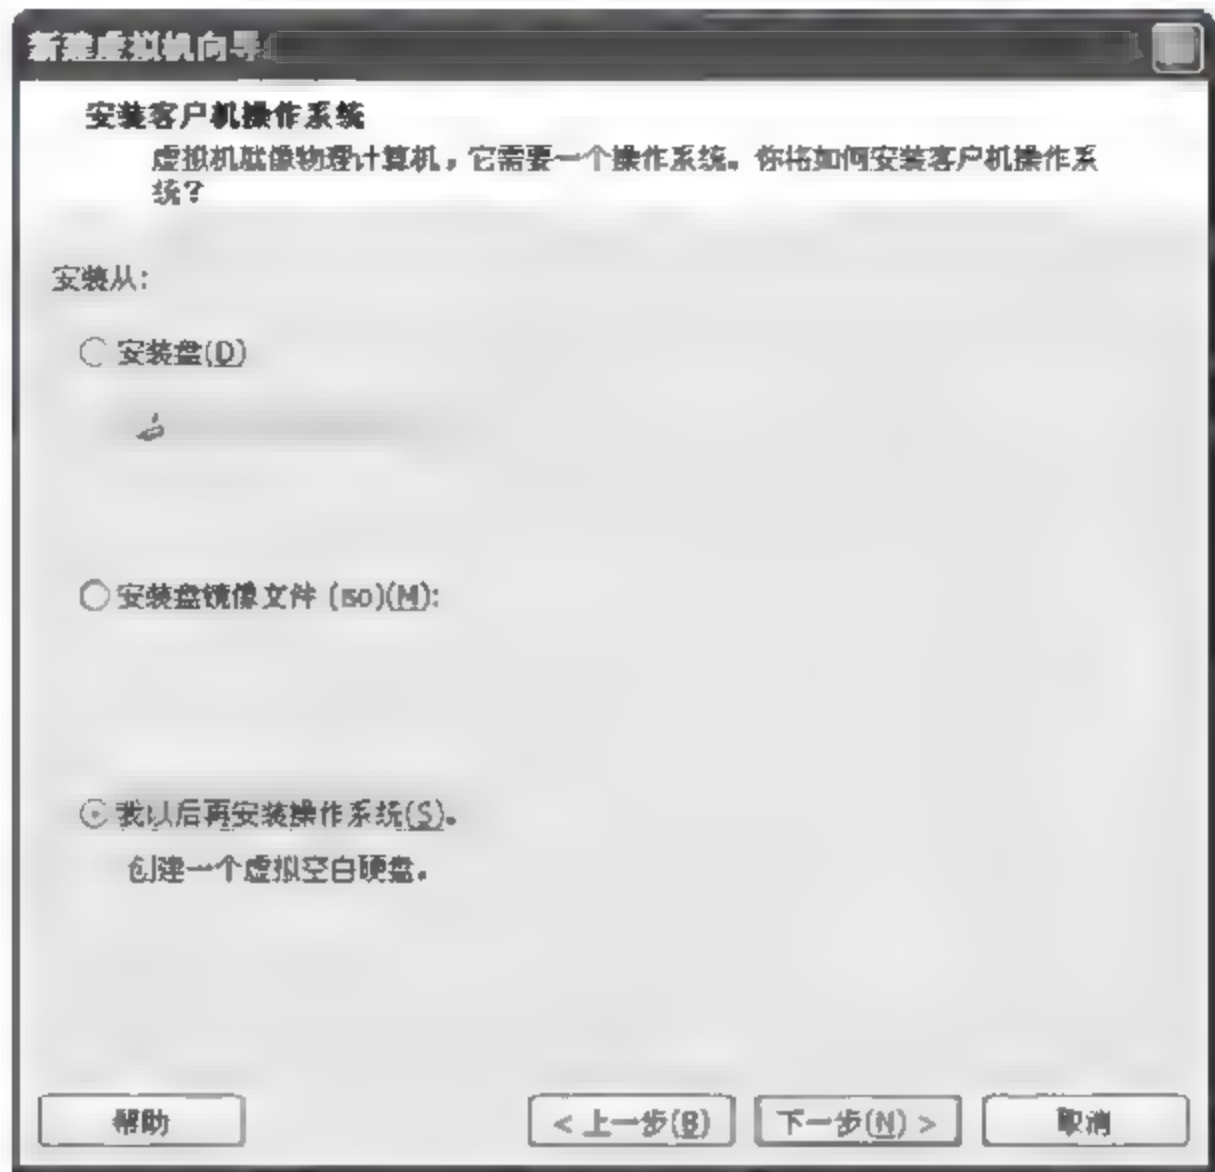 新建虚拟机向导
安装客户机操作系统
虚拟机就像物理计算机，它需要一个操作系统。你将如何安装客户机操作系
统？
安装从：
安装盘(D)
安装盘镜像文件 (iso)(M):
我以后再安装操作系统(S)。
创建一个虚拟空白硬盘。
帮助
< 上一步(B)
下一步(N) >
取消